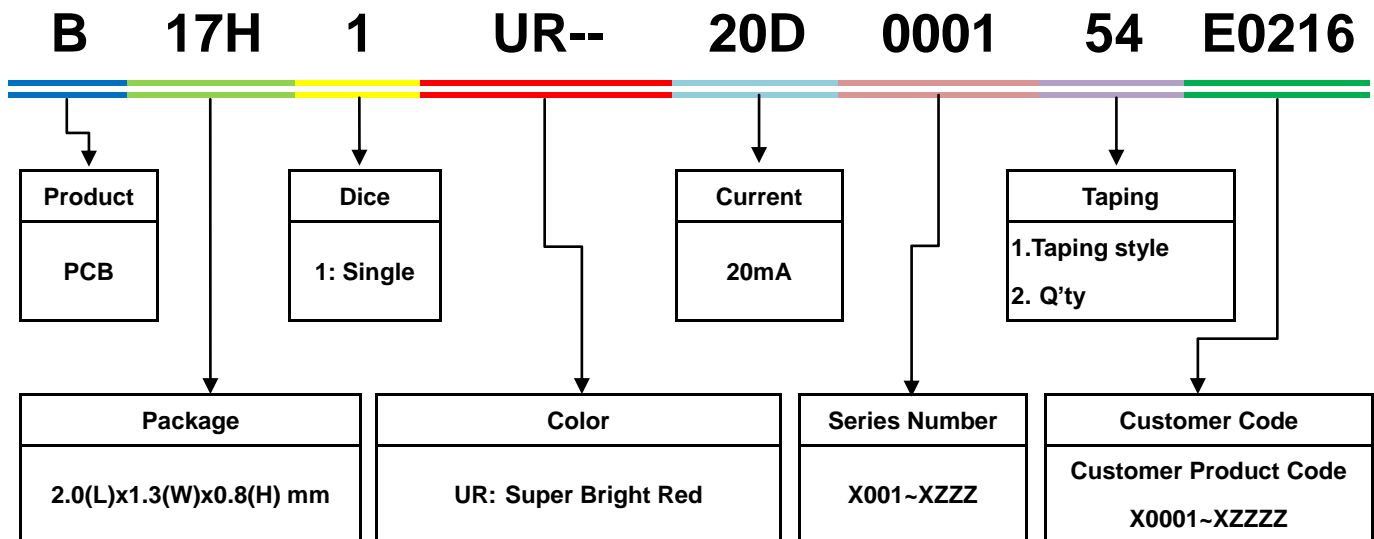 B 17H 1 UR-- 20D 0001 54 E0216
Product
PCB
Dice
1: Single
Current
20mA
Taping
1.Taping style
2. Q’ty
Package
2.0(L)x1.3(W)x0.8(H) mm
Color
UR: Super Bright Red
Series Number
X001~XZZZ
Customer Code
Customer Product Code
X0001~XZZZZ